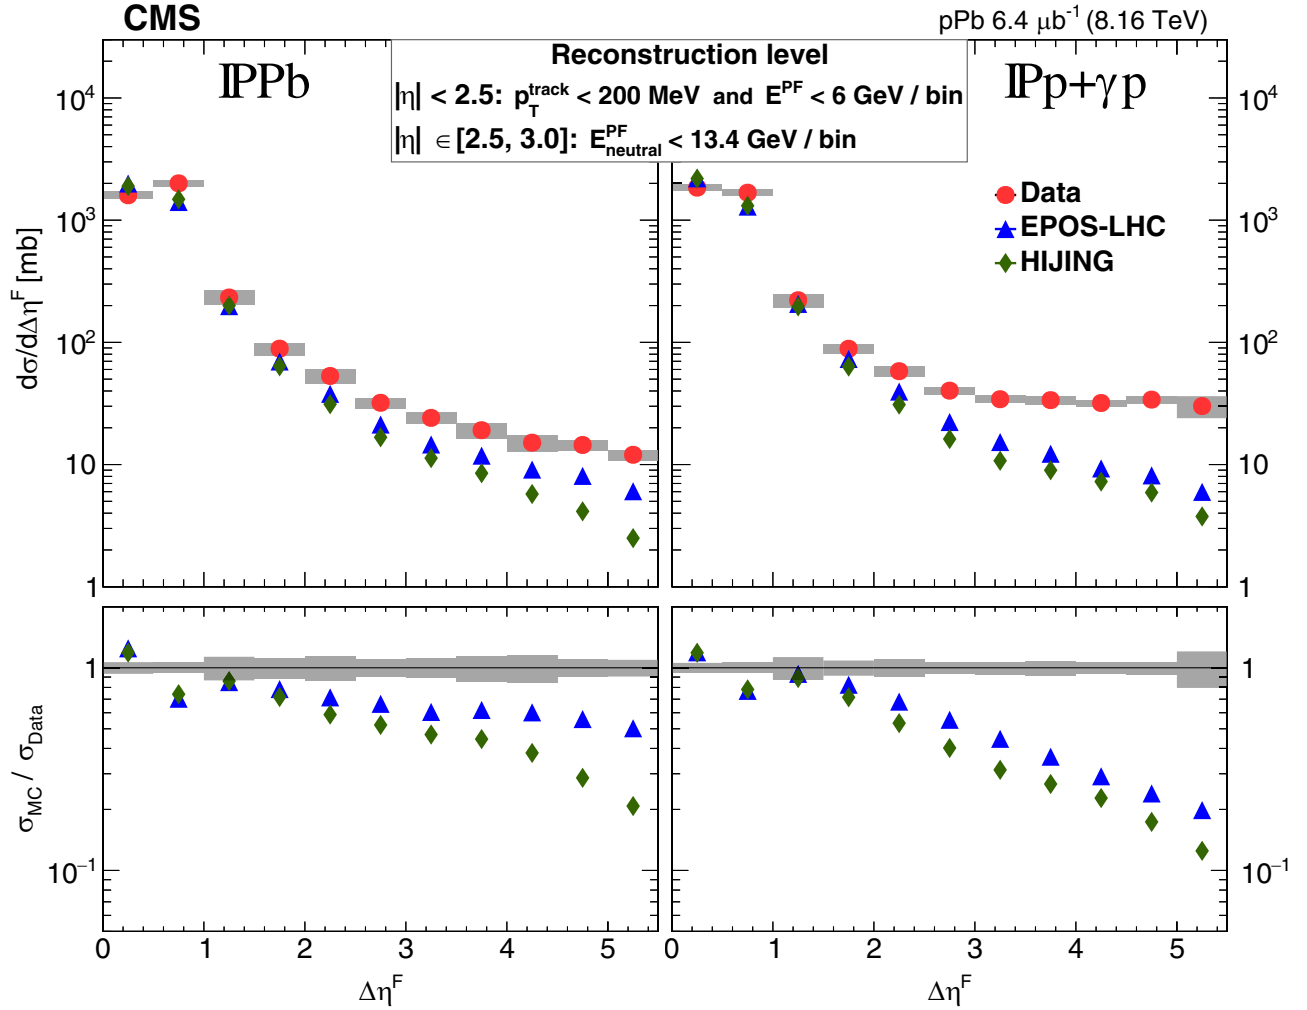 CMS
pPb 6.4 μb⁻¹ (8.16 TeV)
Reconstruction level
|η| < 2.5: p_T^track < 200 MeV and E^PF < 6 GeV / bin
|η| ∈ [2.5, 3.0]: E_neutral^PF < 13.4 GeV / bin
ℙPb
ℙp+γp
Data
EPOS-LHC
HIJING
dσ/dΔη^F [mb]
10⁴
10³
10²
10
1
10⁴
10³
10²
10
1
σ_MC / σ_Data
1
10⁻¹
1
10⁻¹
0 1 2 3 4 5
0 1 2 3 4 5
Δη^F
Δη^F